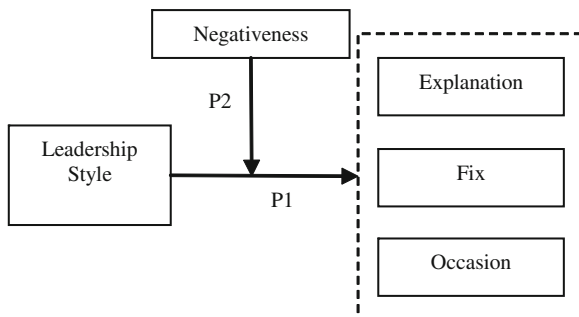 Negativeness
Explanation
P2
Leadership
Style
Fix
P1
Occasion